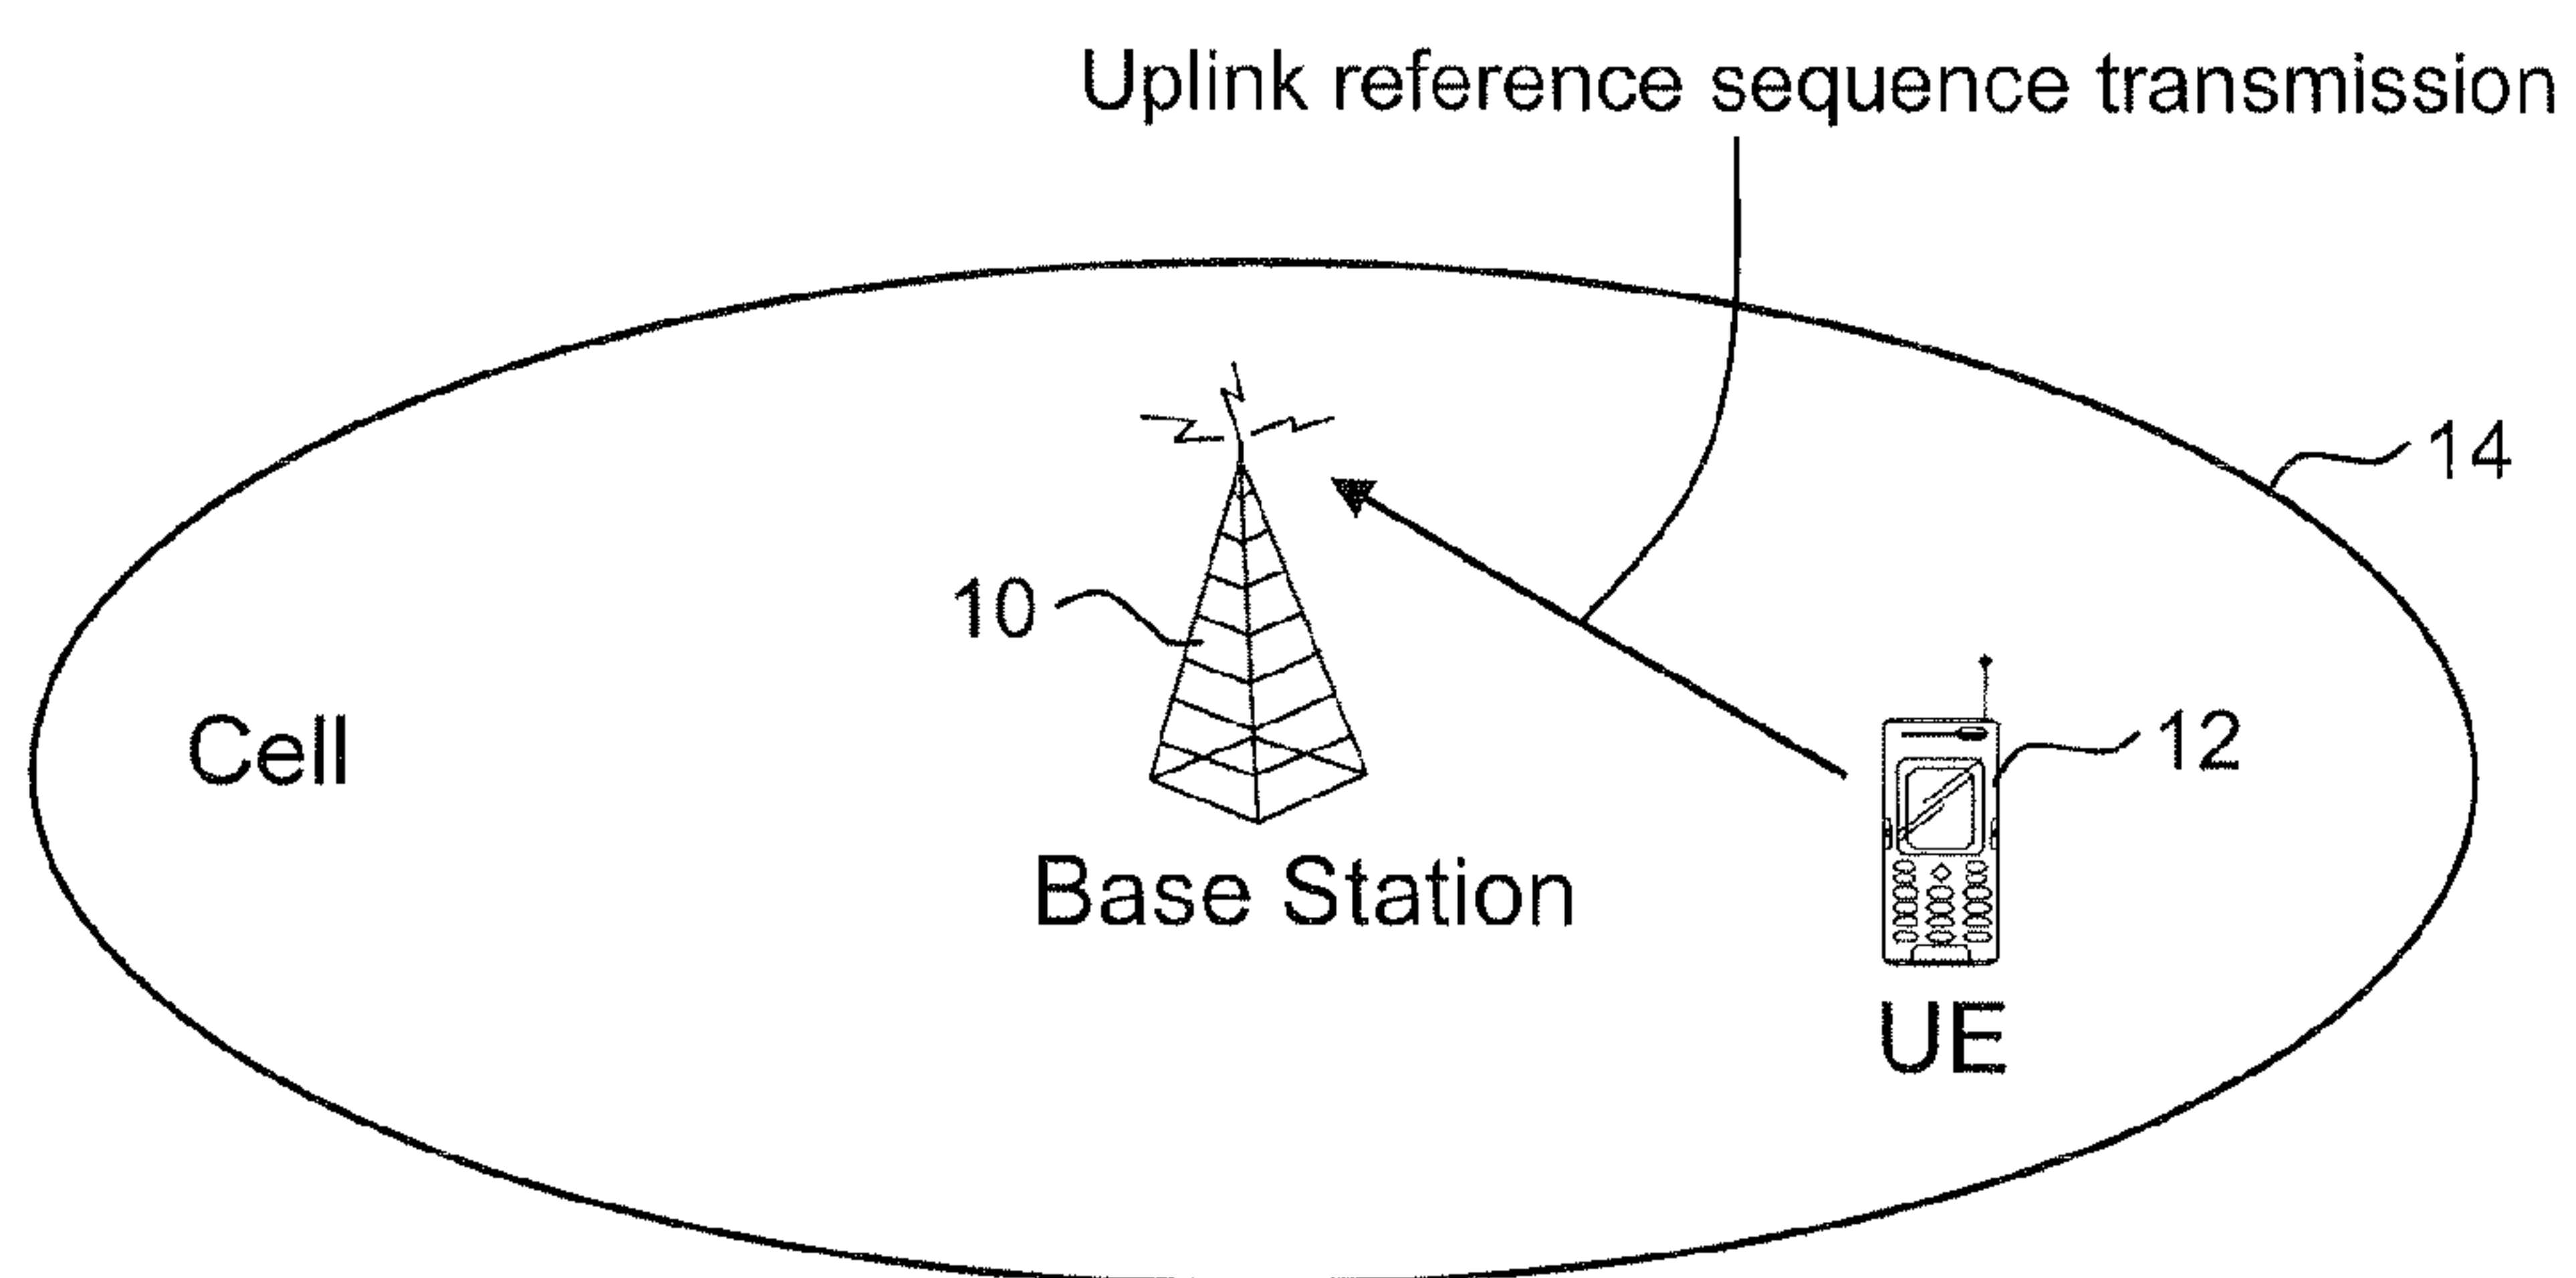 Uplink reference sequence transmission
14
10
12
Cell
Base Station
UE